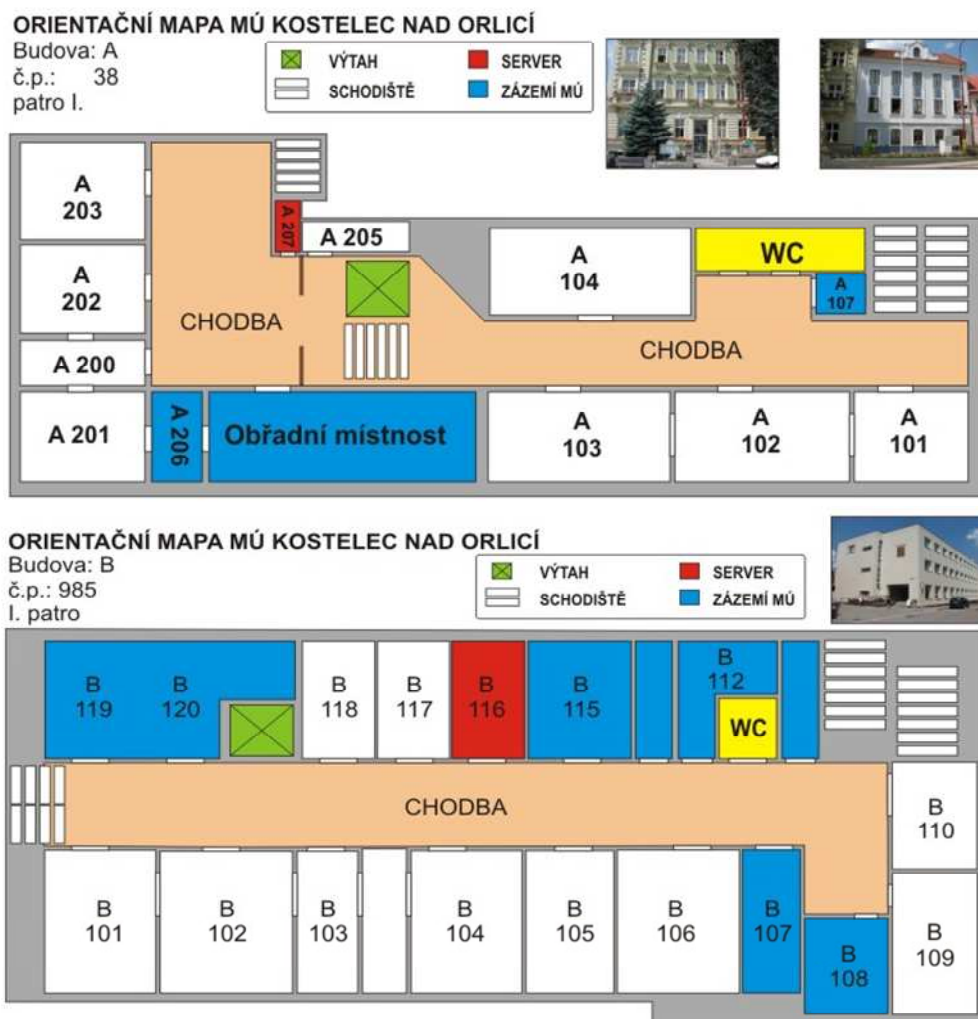 ORIENTAČNÍ MAPA MÚ KOSTELEC NAD ORLICÍ
Budova: A
č.p.: 38
patro I.
VÝTAH
SERVER
SCHODIŠTĚ
ZÁZEMÍ MÚ
A
203
A 207
A 205
A
104
WC
A
107
A
202
CHODBA
CHODBA
A 200
A 201
A 206
Obřadní místnost
A
103
A
102
A
101
ORIENTAČNÍ MAPA MÚ KOSTELEC NAD ORLICÍ
Budova: B
č.p.: 985
I. patro
VÝTAH
SERVER
SCHODIŠTĚ
ZÁZEMÍ MÚ
B
119
B
120
B
118
B
117
B
116
B
115
B
112
WC
CHODBA
B
110
B
101
B
102
B
103
B
104
B
105
B
106
B
107
B
108
B
109